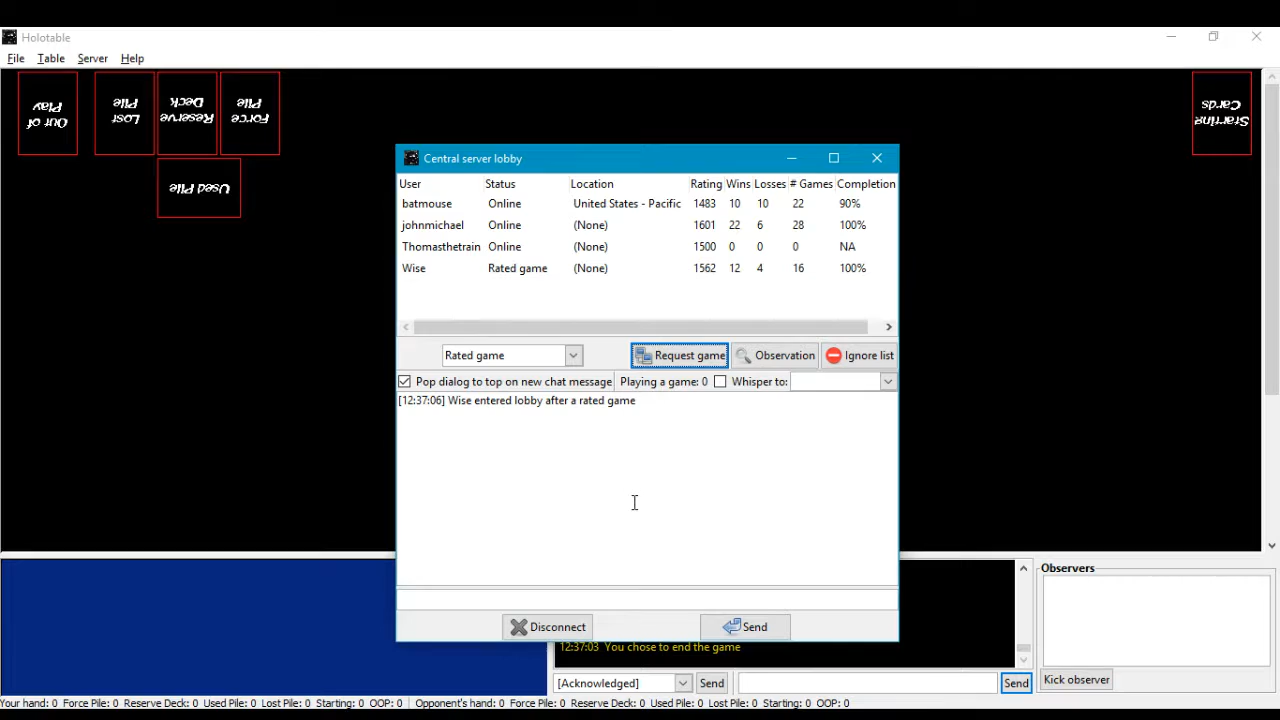 Holotable
File Table Server Help
Out of Play
Lost Pile
Reserve Deck
Force Pile
Starting Cards
Used Pile
Central server lobby
User Status Location Rating Wins Losses # Games Completion
batmouse Online United States - Pacific 1483 10 10 22 90%
johnmichael Online (None) 1601 22 6 28 100%
Thomasthetrain Online (None) 1500 0 0 0 NA
Wise Rated game (None) 1562 12 4 16 100%
Rated game Request game Observation Ignore list
Pop dialog to top on new chat message Playing a game: 0 Whisper to:
[12:37:06] Wise entered lobby after a rated game
Disconnect Send
Observers
12:37:03 You chose to end the game
[Acknowledged] Send Send Kick observer
Your hand: 0 Force Pile: 0 Reserve Deck: 0 Used Pile: 0 Lost Pile: 0 Starting: 0 OOP: 0 Opponent's hand: 0 Force Pile: 0 Reserve Deck: 0 Used Pile: 0 Lost Pile: 0 Starting: 0 OOP: 0